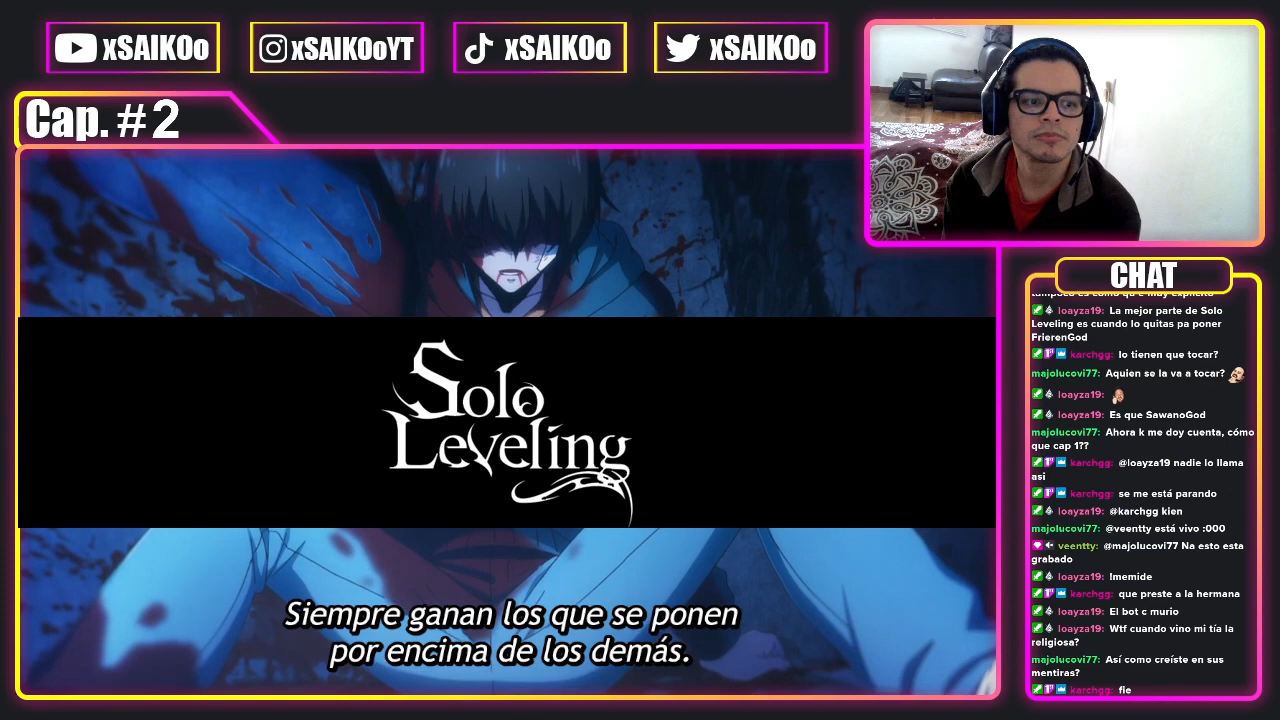 xSAIKOo
xSAIKOoYT
xSAIKOo
xSAIKOo
Cap. #2
Solo
Leveling
Siempre ganan los que se ponen
por encima de los demás.
CHAT
loayza19: La mejor parte de Solo
Leveling es cuando lo quitas pa poner
FrierenGod
karchgg: lo tienen que tocar?
majolucovi77: Aquien se la va a tocar?
loayza19:
loayza19: Es que SawanoGod
majolucovi77: Ahora k me doy cuenta, cómo
que cap 1??
karchgg: @loayza19 nadie lo llama
asi
karchgg: se me está parando
loayza19: @karchgg kien
majolucovi77: @veentty está vivo :000
veentty: @majolucovi77 Na esto esta
grabado
loayza19: !memide
karchgg: que preste a la hermana
loayza19: El bot c murio
loayza19: Wtf cuando vino mi tía la
religiosa?
majolucovi77: Así como creíste en sus
mentiras?
karchgg: fie